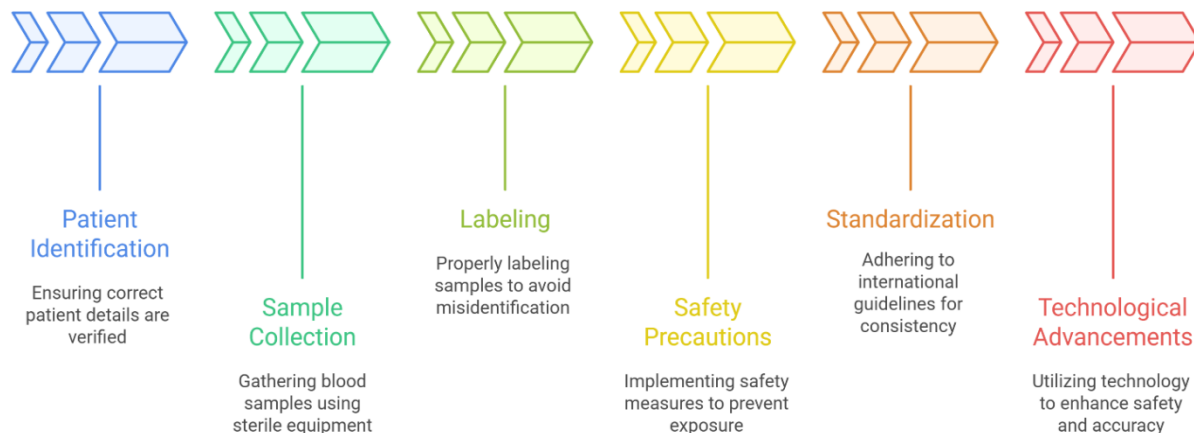 Patient
Identification
Ensuring correct
patient details are
verified
Sample
Collection
Gathering blood
samples using
sterile equipment
Labeling
Properly labeling
samples to avoid
misidentification
Safety
Precautions
Implementing safety
measures to prevent
exposure
Standardization
Adhering to
international
guidelines for
consistency
Technological
Advancements
Utilizing technology
to enhance safety
and accuracy